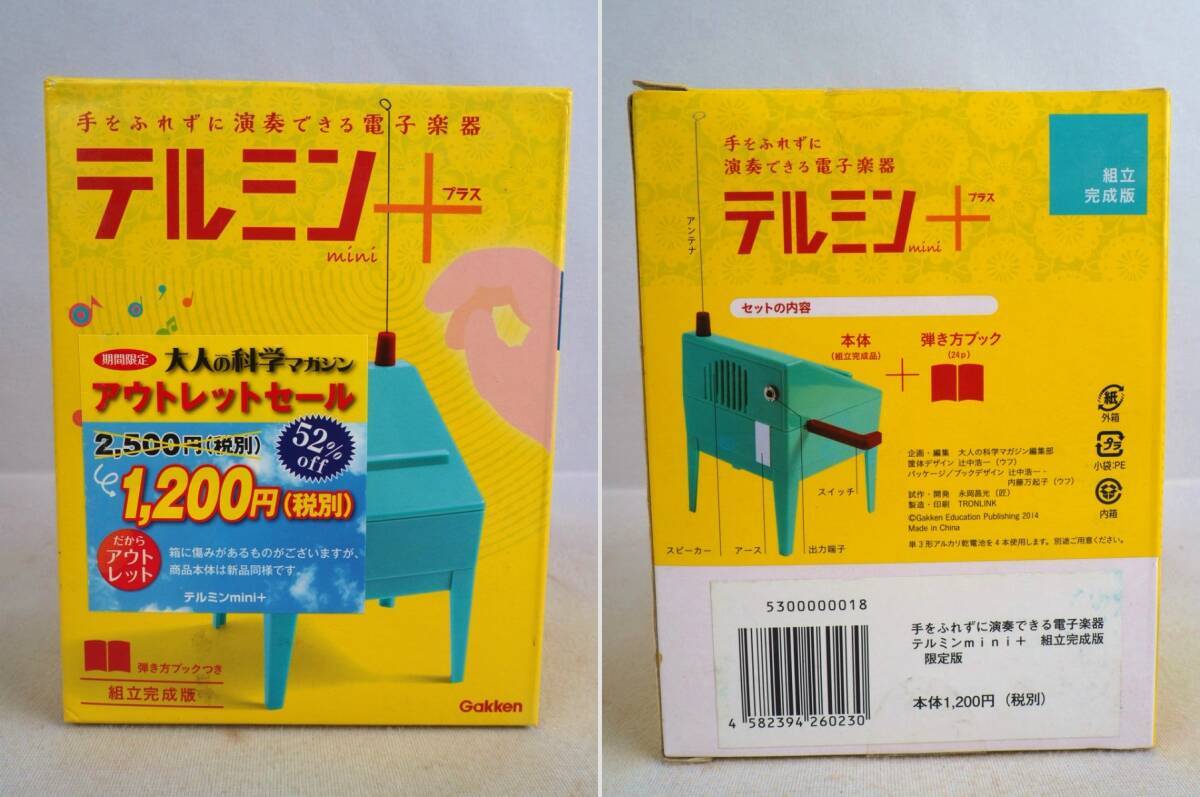 手をふれずに演奏できる電子楽器
テルミン+プラス
mini
期間限定 大人の科学マガジン
アウトレットセール
2,500円(税別)
52%
off
1,200円(税別)
だから
アウト
レット
箱に傷みがあるものがございますが、
商品本体は新品同様です。
テルミンmini+
弾き方ブックつき
組立完成版
Gakken
手をふれずに
演奏できる電子楽器
テルミン+プラス
mini
組立
完成版
アンテナ
セットの内容
本体
(組立完成品)
+
弾き方ブック
(24p)
スイッチ
スピーカー
アース
出力端子
紙
外箱
プラ
小袋:PE
内箱
企画・編集 大人の科学マガジン編集部
筐体デザイン 辻中浩一(ウフ)
パッケージ/ブックデザイン 辻中浩一・
内藤万起子(ウフ)
試作・開発 永岡昌光(匠)
製造・印刷 TRONLINK
©Gakken Education Publishing 2014
Made in China
単3形アルカリ乾電池を4本使用します。別途ご用意ください。
5300000018
4 582394 260230
手をふれずに演奏できる電子楽器
テルミンmini+ 組立完成版
限定版
本体1,200円(税別)